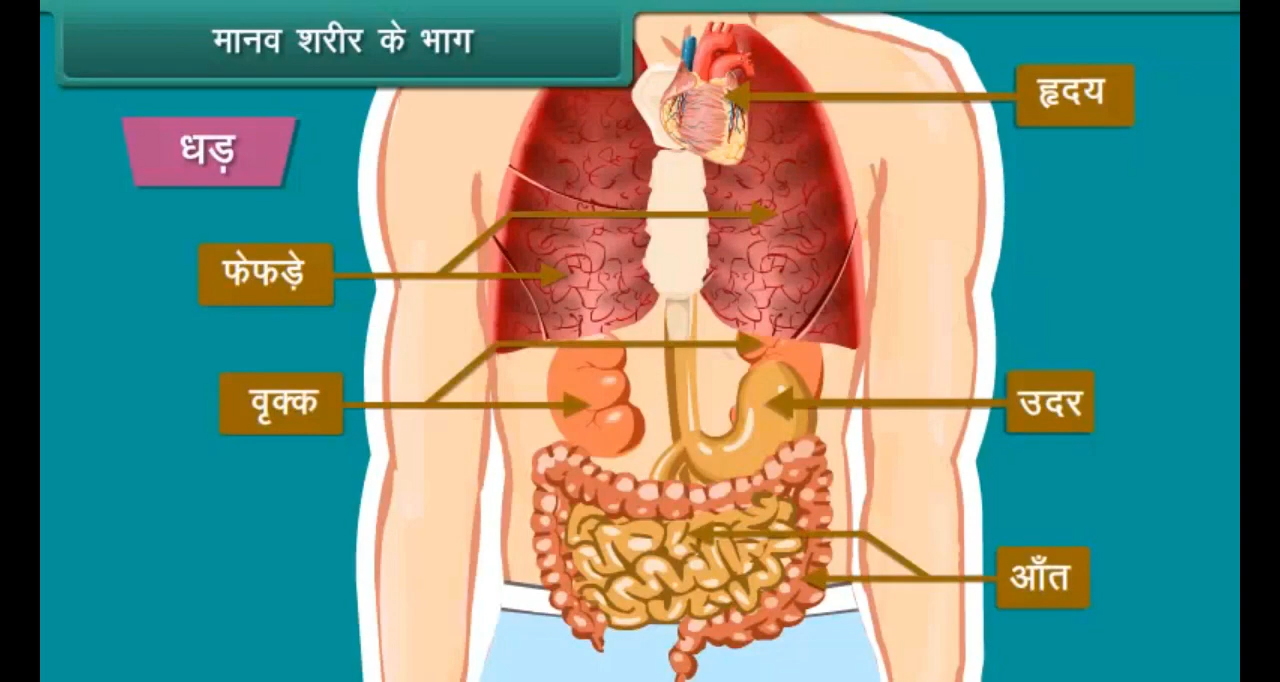 मानव शरीर के भाग
धड़
हृदय
फेफड़े
वृक्क
उदर
आँत